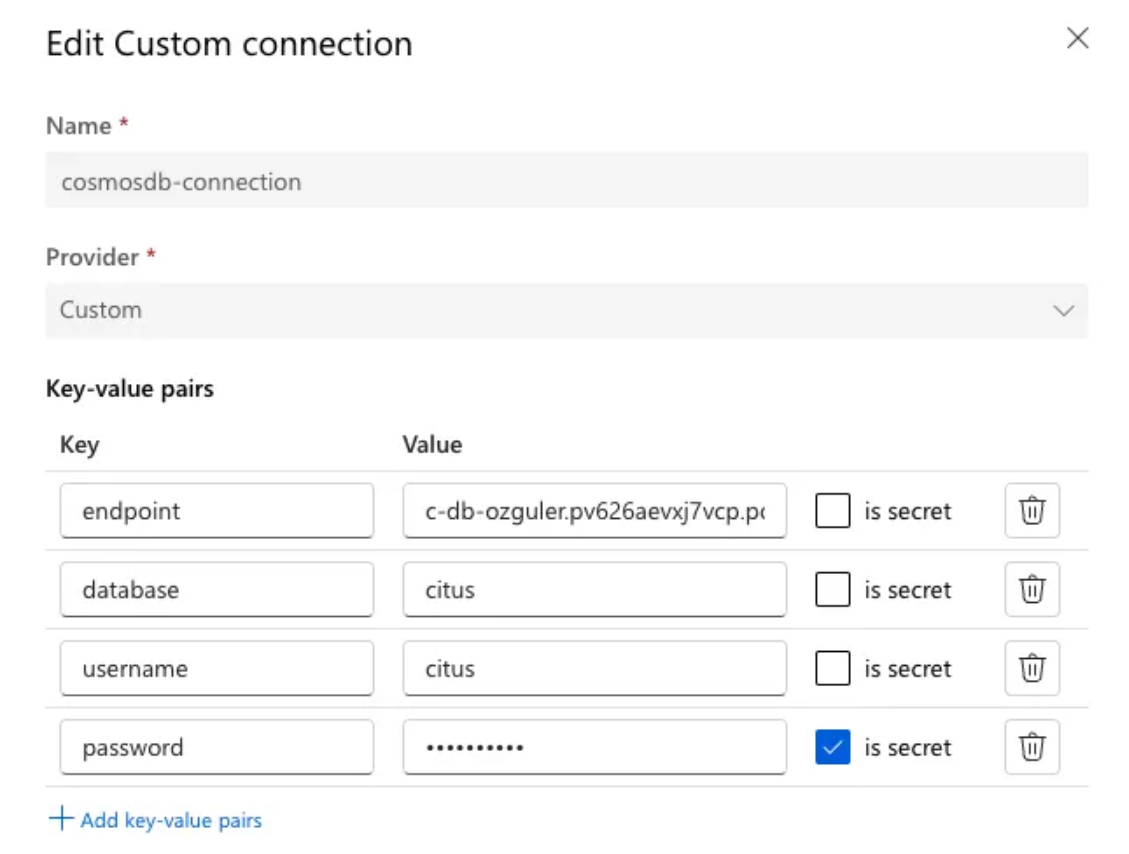 Edit Custom connection
Name *
cosmosdb-connection
Provider *
Custom
Key-value pairs
Key Value
endpoint c-db-ozguler.pv626aevxj7vcp.po is secret
database citus is secret
username citus is secret
password •••••••••• is secret
Add key-value pairs